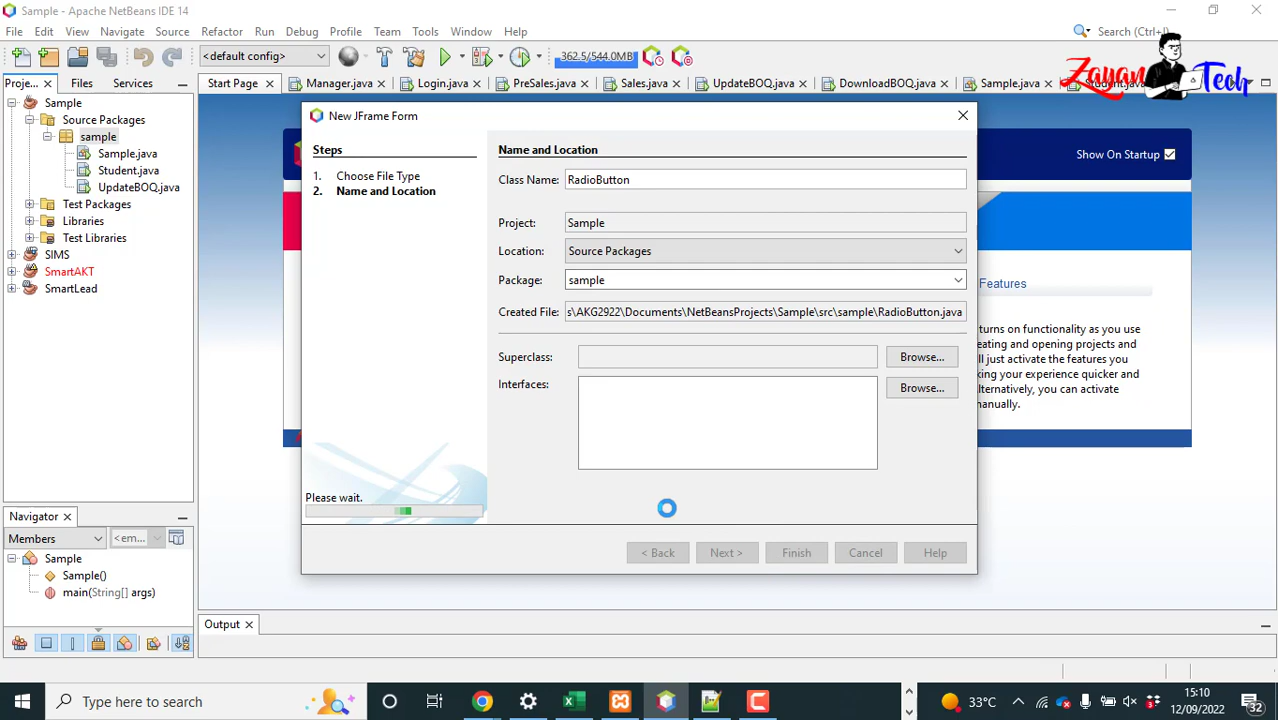 Sample - Apache NetBeans IDE 14
File Edit View Navigate Source Refactor Run Debug Profile Team Tools Window Help
Search (Ctrl+I)
<default config>
362.5/544.0MB
Zayan Tech
Proje... Files Services
Start Page Manager.java Login.java PreSales.java Sales.java UpdateBOQ.java DownloadBOQ.java Sample.java Student.java
Sample
Source Packages
sample
Sample.java
Student.java
UpdateBOQ.java
Test Packages
Libraries
Test Libraries
SIMS
SmartAKT
SmartLead
Show On Startup
Features
turns on functionality as you use
eating and opening projects and
ll just activate the features you
king your experience quicker and
lternatively, you can activate
manually.
New JFrame Form
Steps
1. Choose File Type
2. Name and Location
Please wait.
Name and Location
Class Name: RadioButton
Project: Sample
Location: Source Packages
Package: sample
Created File: s\AKG2922\Documents\NetBeansProjects\Sample\src\sample\RadioButton.java
Superclass: Browse...
Interfaces: Browse...
< Back Next > Finish Cancel Help
Navigator
Members <em...
Sample
Sample()
main(String[] args)
Output
Type here to search
33°C
15:10
12/09/2022
32